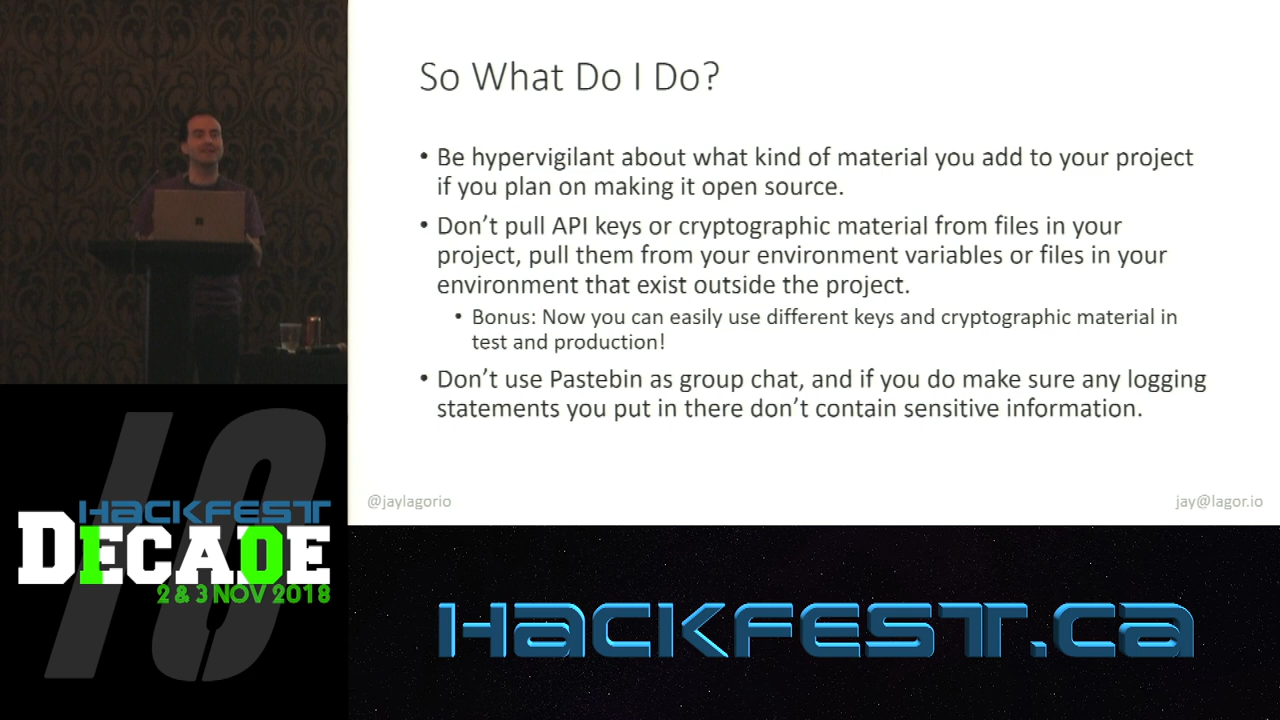 So What Do I Do?
• Be hypervigilant about what kind of material you add to your project
if you plan on making it open source.
• Don't pull API keys or cryptographic material from files in your
project, pull them from your environment variables or files in your
environment that exist outside the project.
• Bonus: Now you can easily use different keys and cryptographic material in
test and production!
• Don't use Pastebin as group chat, and if you do make sure any logging
statements you put in there don't contain sensitive information.
@jaylagorio
jay@lagor.io
10
HACKFEST
DECADE
2 & 3 NOV 2018
HACKFEST.CA